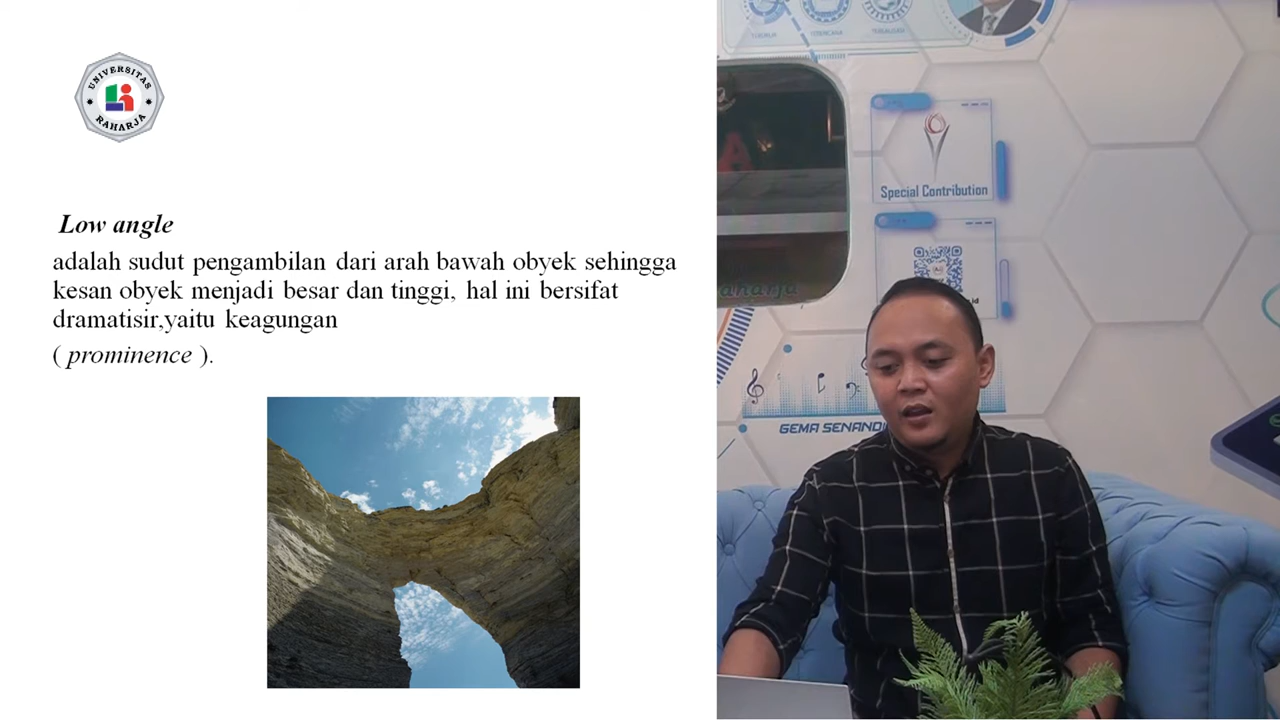 UNIVERSITAS
RAHARJA
Low angle
adalah sudut pengambilan dari arah bawah obyek sehingga
kesan obyek menjadi besar dan tinggi, hal ini bersifat
dramatisir,yaitu keagungan
( prominence ).
Special Contribution
GEMA SENANDI